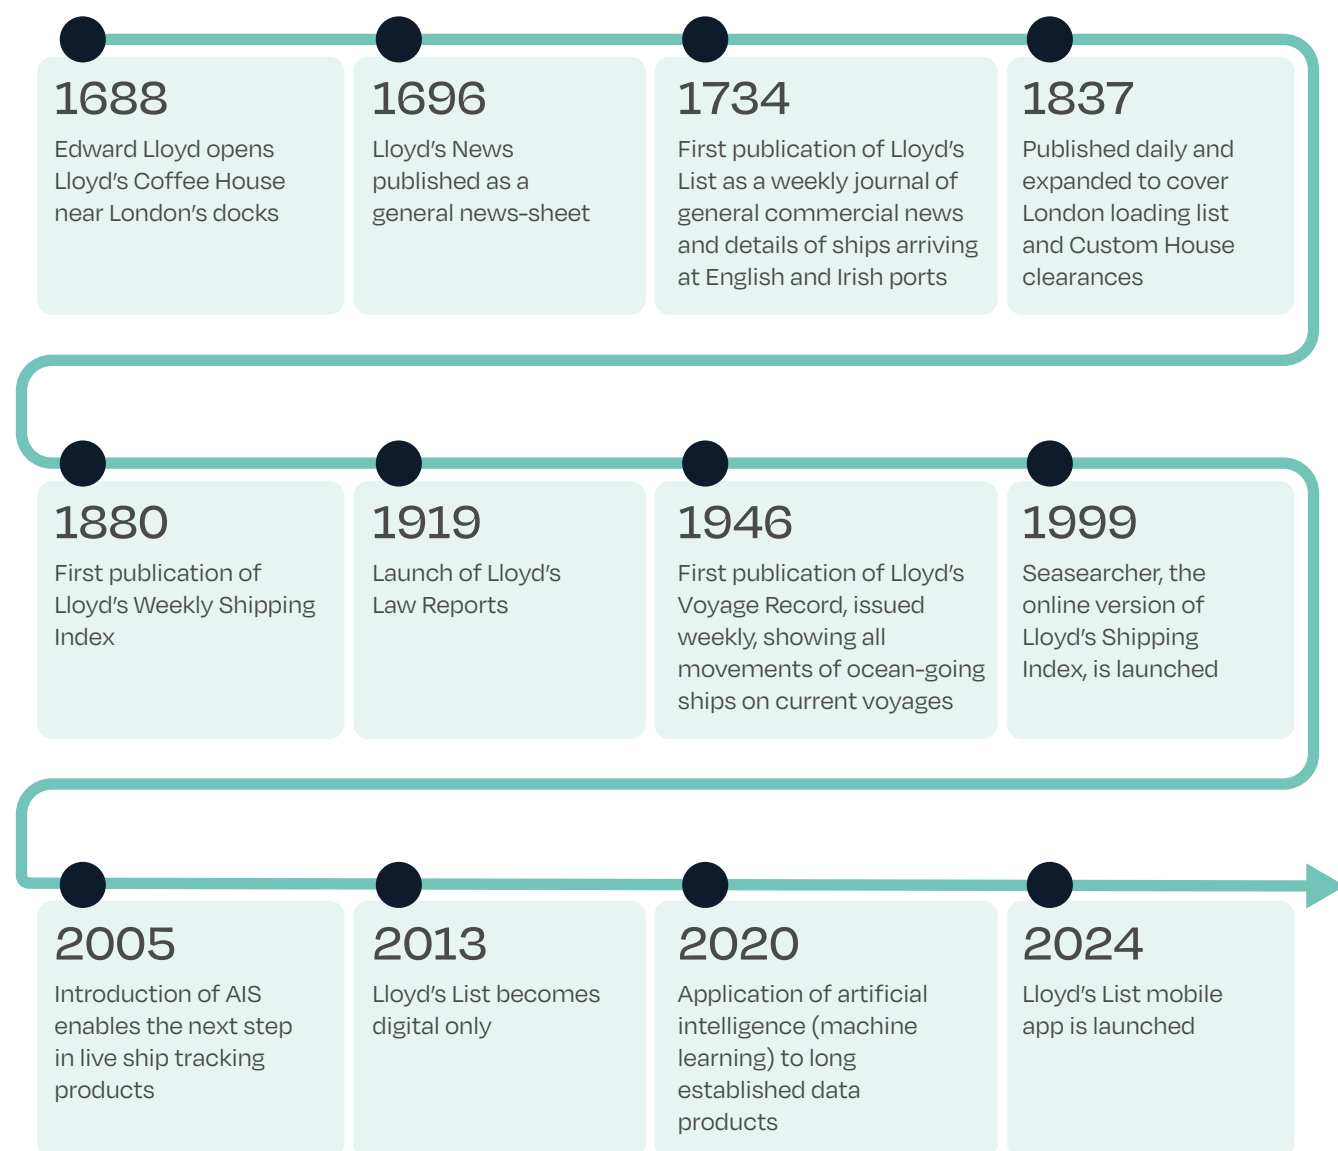 1688
Edward Lloyd opens
Lloyd’s Coffee House
near London’s docks
1696
Lloyd’s News
published as a
general news-sheet
1734
First publication of Lloyd’s
List as a weekly journal of
general commercial news
and details of ships arriving
at English and Irish ports
1837
Published daily and
expanded to cover
London loading list
and Custom House
clearances
1880
First publication of
Lloyd’s Weekly Shipping
Index
1919
Launch of Lloyd’s
Law Reports
1946
First publication of Lloyd’s
Voyage Record, issued
weekly, showing all
movements of ocean-going
ships on current voyages
1999
Seasearcher, the
online version of
Lloyd’s Shipping
Index, is launched
2005
Introduction of AIS
enables the next step
in live ship tracking
products
2013
Lloyd’s List becomes
digital only
2020
Application of artificial
intelligence (machine
learning) to long
established data
products
2024
Lloyd’s List mobile
app is launched